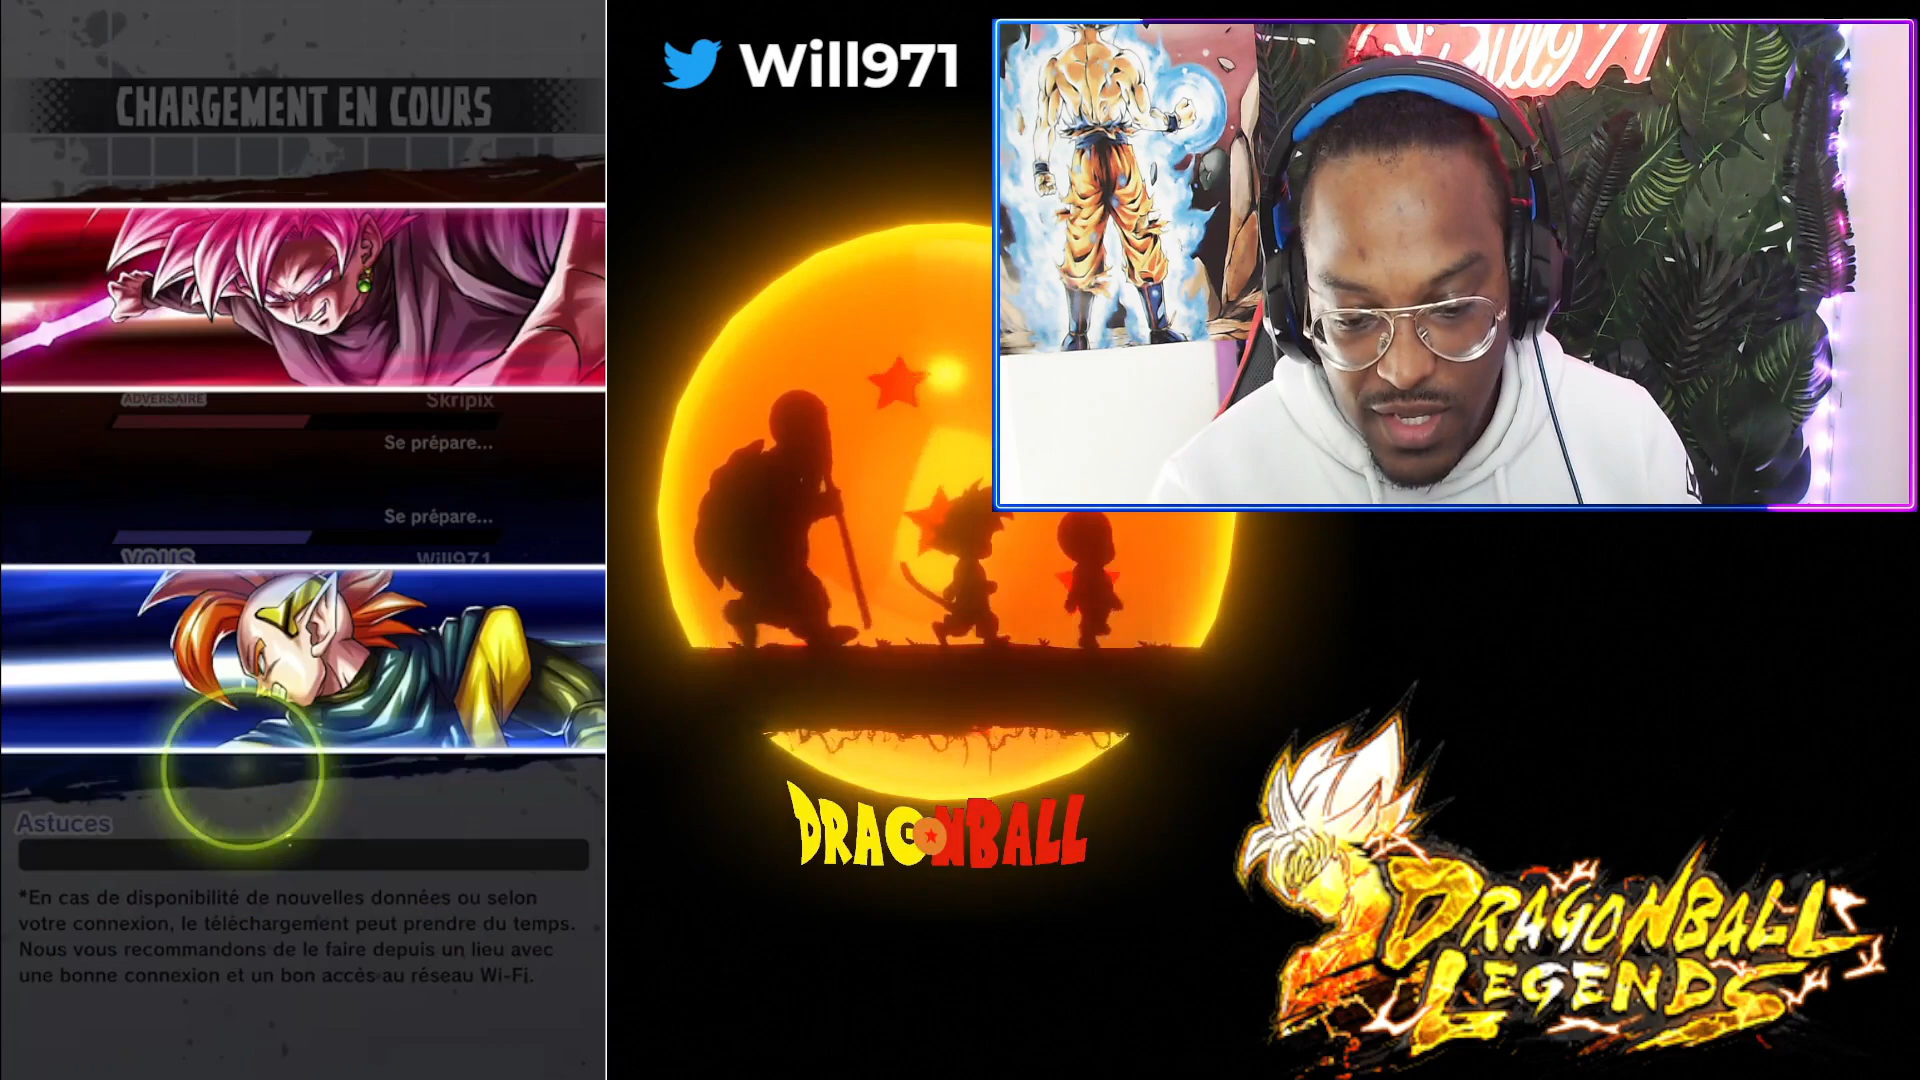 CHARGEMENT EN COURS
ADVERSAIRE
Skripix
Se prépare...
Se prépare...
VOUS
Will971
Astuces
*En cas de disponibilité de nouvelles données ou selon
votre connexion, le téléchargement peut prendre du temps.
Nous vous recommandons de le faire depuis un lieu avec
une bonne connexion et un bon accès au réseau Wi-Fi.
Will971
Will971
DRAGONBALL
DRAGONBALL
LEGENDS